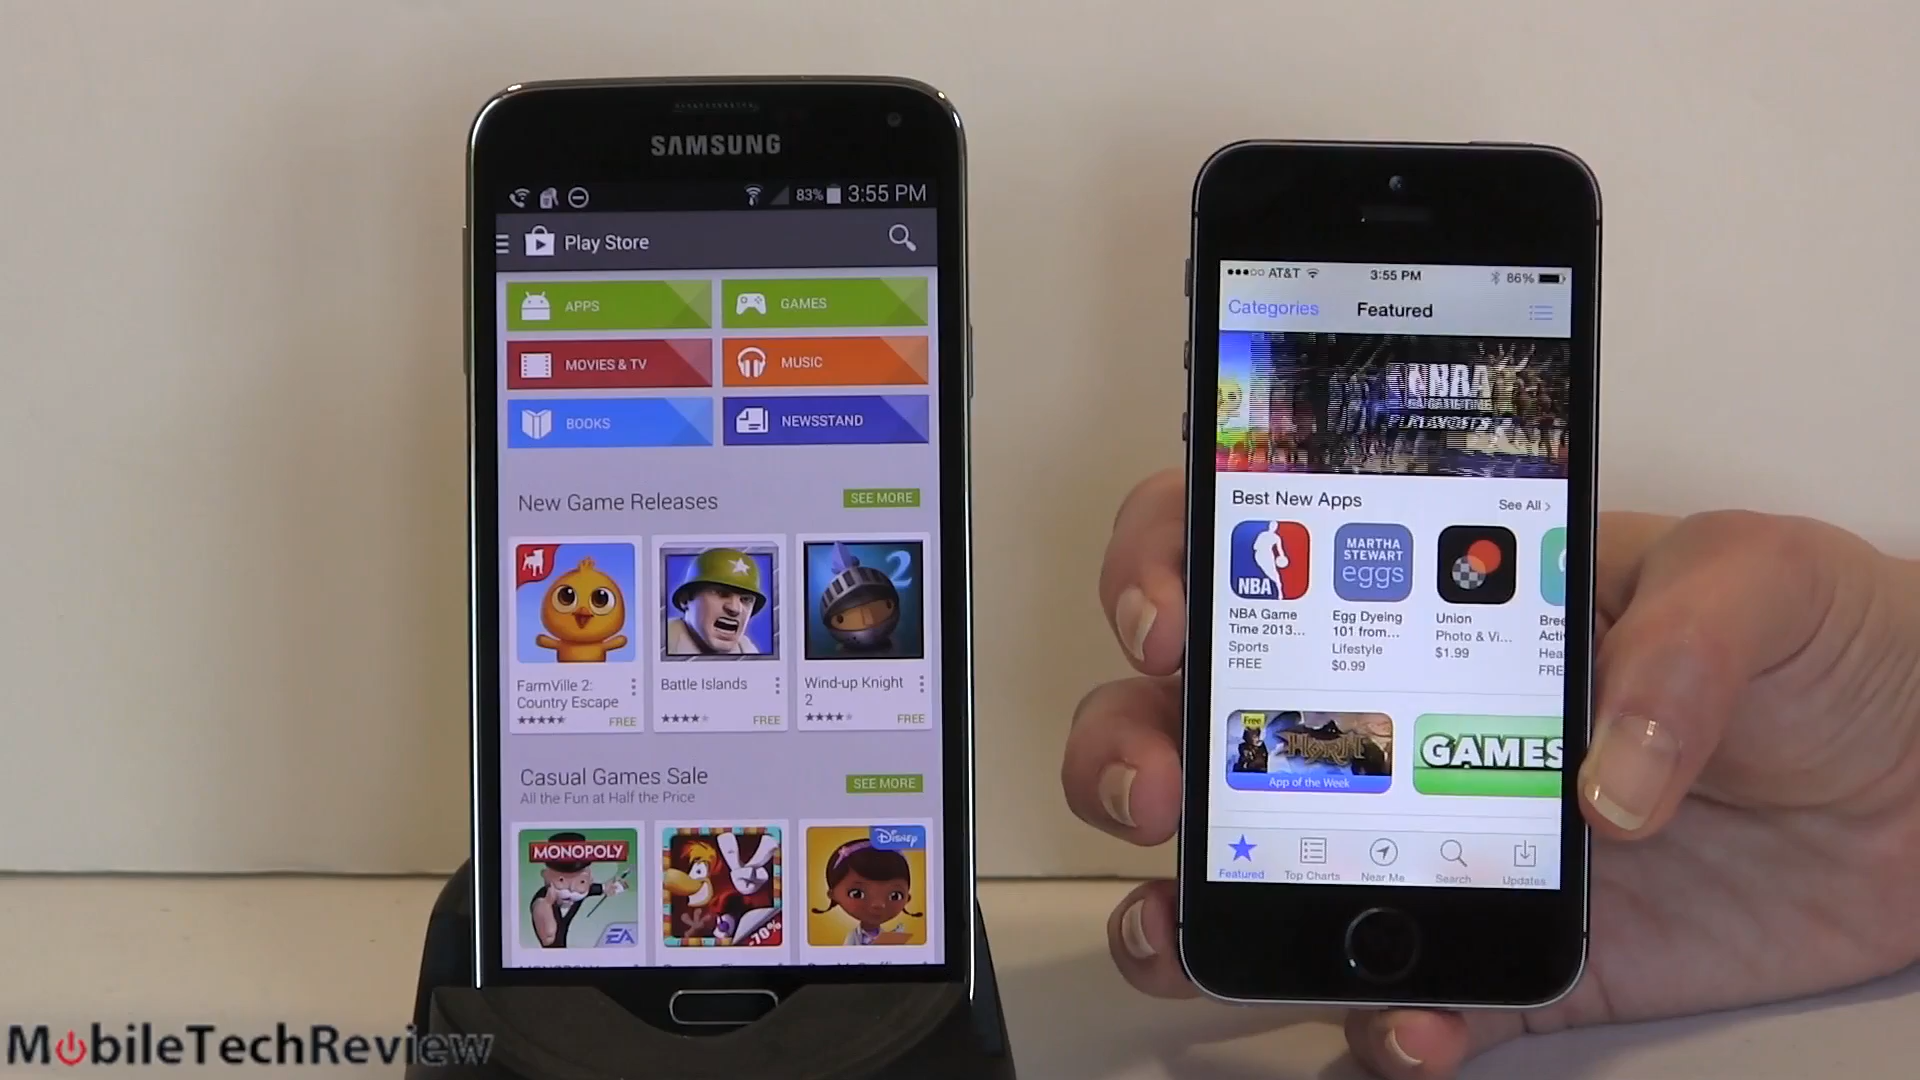 SAMSUNG
83% 3:55 PM
Play Store
APPS
GAMES
MOVIES & TV
MUSIC
BOOKS
NEWSSTAND
New Game Releases
SEE MORE
FarmVille 2:
Country Escape
FREE
Battle Islands
FREE
2
Wind-up Knight
2
FREE
Casual Games Sale
SEE MORE
All the Fun at Half the Price
MONOPOLY
EA
-70%
Disney
AT&T 3:55 PM 86%
Categories Featured
NBA
PLAYOFFS
Best New Apps See All >
NBA
NBA Game
Time 2013...
Sports
FREE
MARTHA
STEWART
eggs
Egg Dyeing
101 from...
Lifestyle
$0.99
Union
Photo & Vi...
$1.99
Free
HORN
App of the Week
GAMES
Featured
Top Charts
Near Me
Search
Updates
MobileTechReview